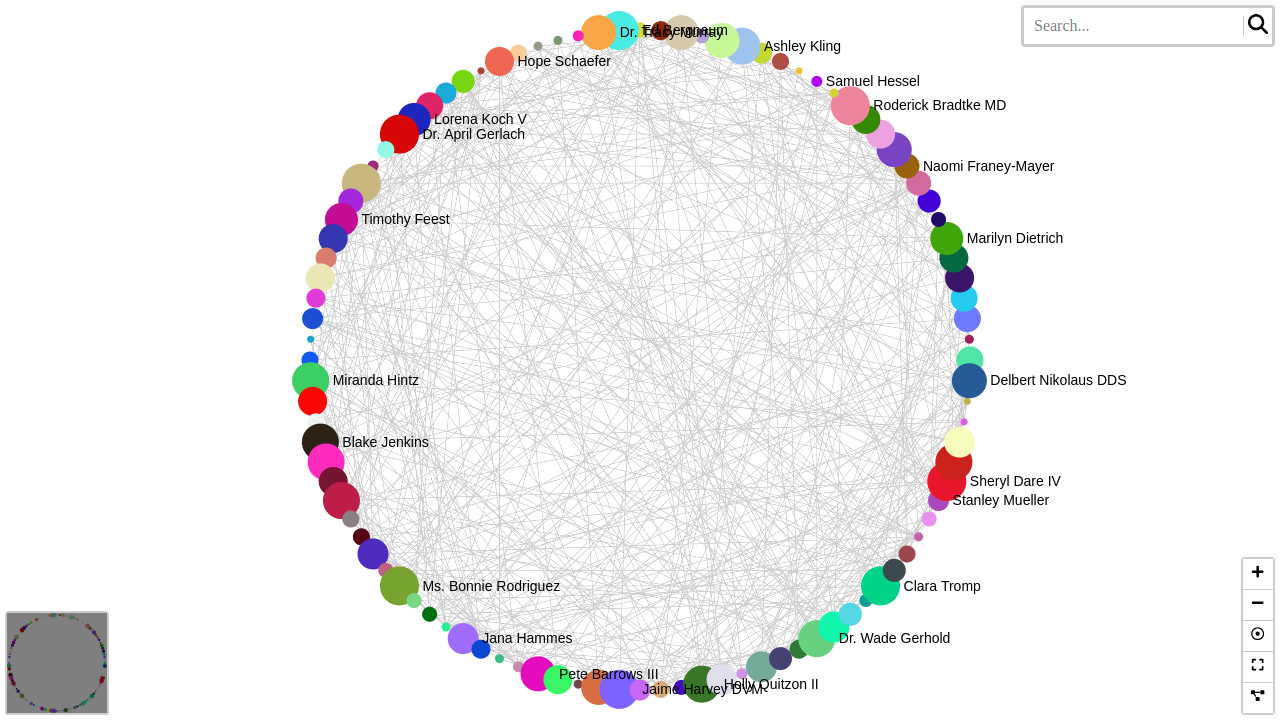 Search...
Dr. Tracy Murray
Ed Bergnaum
Ashley Kling
Hope Schaefer
Samuel Hessel
Roderick Bradtke MD
Lorena Koch V
Dr. April Gerlach
Naomi Franey-Mayer
Timothy Feest
Marilyn Dietrich
Miranda Hintz
Delbert Nikolaus DDS
Blake Jenkins
Sheryl Dare IV
Stanley Mueller
Ms. Bonnie Rodriguez
Clara Tromp
Jana Hammes
Dr. Wade Gerhold
Pete Barrows III
Holly Quitzon II
Jaime Harvey DVM